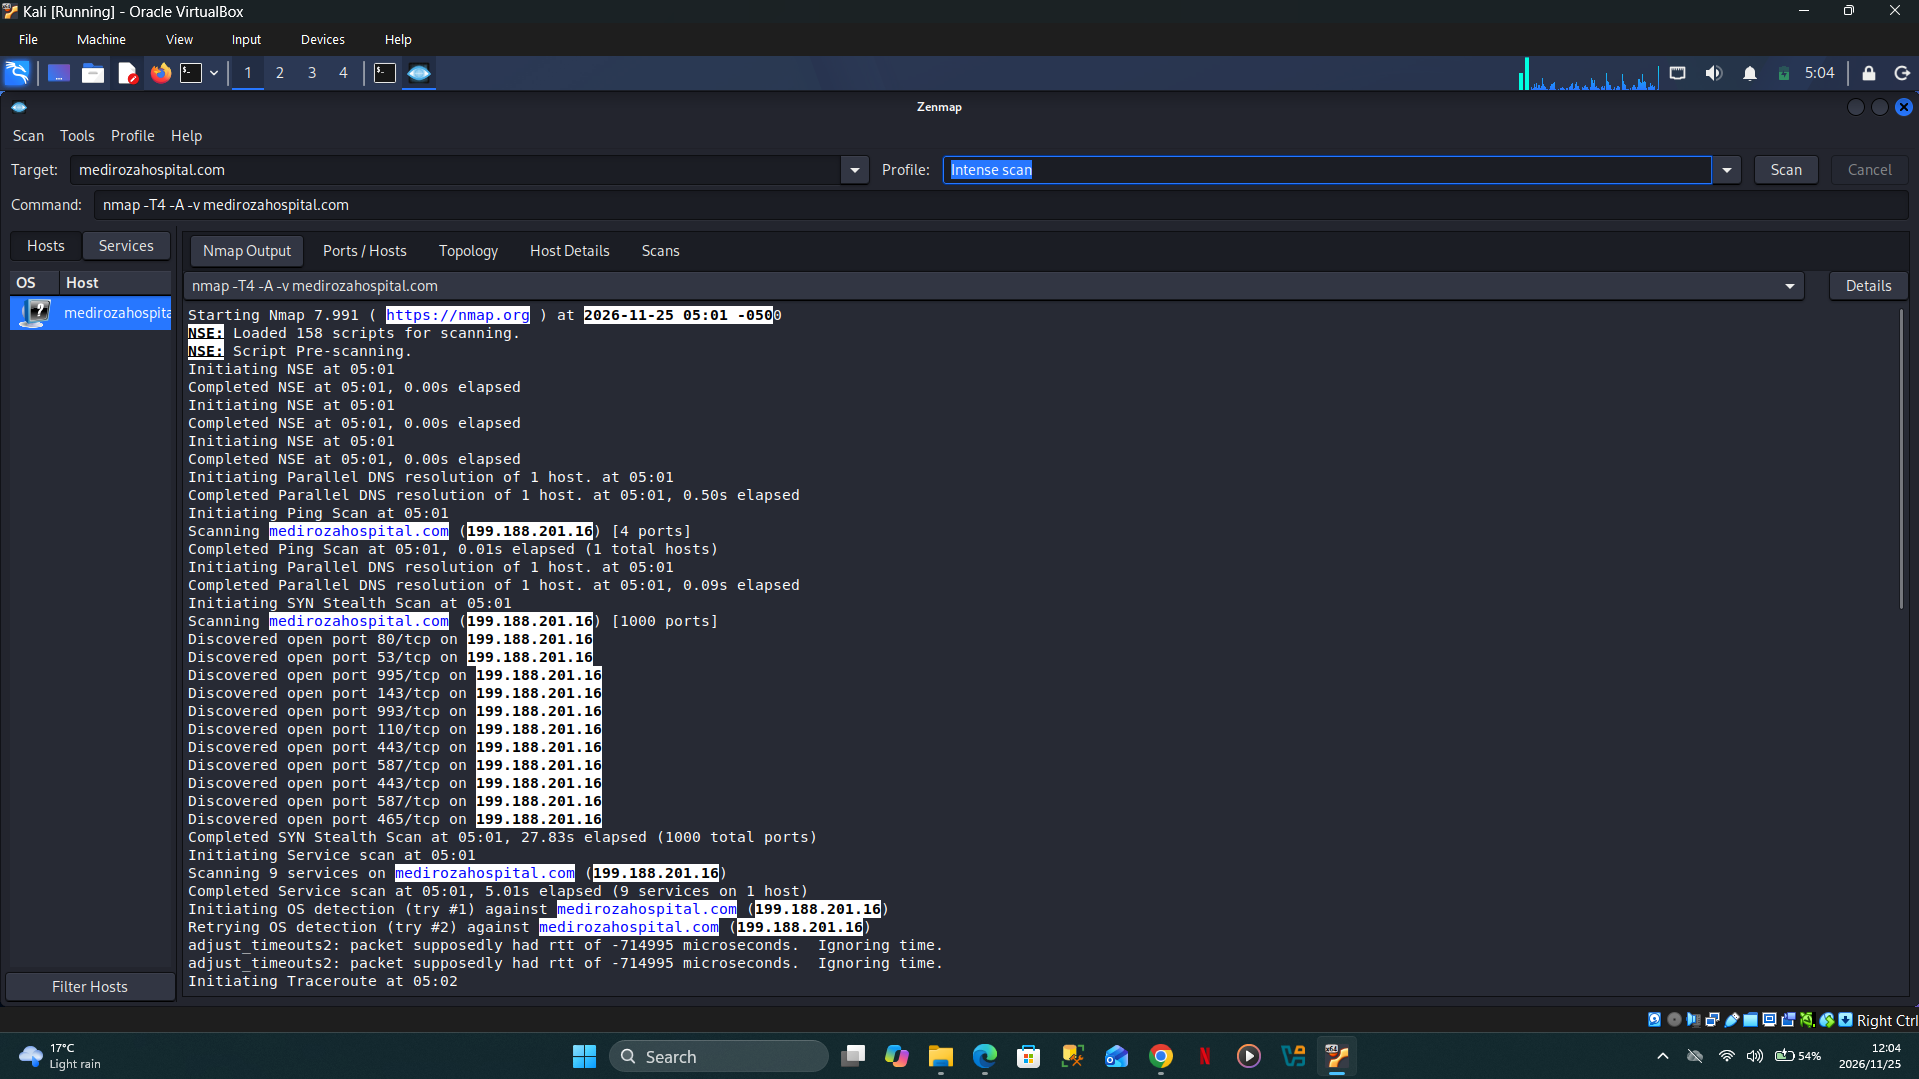 Kali [Running] - Oracle VirtualBox
File Machine View Input Devices Help
1 2 3 4 5:04
Zenmap
Scan Tools Profile Help
Target: medirozahospital.com Profile: Intense scan Scan Cancel
Command: nmap -T4 -A -v medirozahospital.com
Hosts Services Nmap Output Ports / Hosts Topology Host Details Scans
OS Host nmap -T4 -A -v medirozahospital.com Details
medirozahospita
Starting Nmap 7.991 ( https://nmap.org ) at 2026-11-25 05:01 -0500
NSE: Loaded 158 scripts for scanning.
NSE: Script Pre-scanning.
Initiating NSE at 05:01
Completed NSE at 05:01, 0.00s elapsed
Initiating NSE at 05:01
Completed NSE at 05:01, 0.00s elapsed
Initiating NSE at 05:01
Completed NSE at 05:01, 0.00s elapsed
Initiating Parallel DNS resolution of 1 host. at 05:01
Completed Parallel DNS resolution of 1 host. at 05:01, 0.50s elapsed
Initiating Ping Scan at 05:01
Scanning medirozahospital.com (199.188.201.16) [4 ports]
Completed Ping Scan at 05:01, 0.01s elapsed (1 total hosts)
Initiating Parallel DNS resolution of 1 host. at 05:01
Completed Parallel DNS resolution of 1 host. at 05:01, 0.09s elapsed
Initiating SYN Stealth Scan at 05:01
Scanning medirozahospital.com (199.188.201.16) [1000 ports]
Discovered open port 80/tcp on 199.188.201.16
Discovered open port 53/tcp on 199.188.201.16
Discovered open port 995/tcp on 199.188.201.16
Discovered open port 143/tcp on 199.188.201.16
Discovered open port 993/tcp on 199.188.201.16
Discovered open port 110/tcp on 199.188.201.16
Discovered open port 443/tcp on 199.188.201.16
Discovered open port 587/tcp on 199.188.201.16
Discovered open port 443/tcp on 199.188.201.16
Discovered open port 587/tcp on 199.188.201.16
Discovered open port 465/tcp on 199.188.201.16
Completed SYN Stealth Scan at 05:01, 27.83s elapsed (1000 total ports)
Initiating Service scan at 05:01
Scanning 9 services on medirozahospital.com (199.188.201.16)
Completed Service scan at 05:01, 5.01s elapsed (9 services on 1 host)
Initiating OS detection (try #1) against medirozahospital.com (199.188.201.16)
Retrying OS detection (try #2) against medirozahospital.com (199.188.201.16)
adjust_timeouts2: packet supposedly had rtt of -714995 microseconds.  Ignoring time.
adjust_timeouts2: packet supposedly had rtt of -714995 microseconds.  Ignoring time.
Initiating Traceroute at 05:02
Filter Hosts
Right Ctrl
17°C
Light rain
Search
54%
12:04
2026/11/25